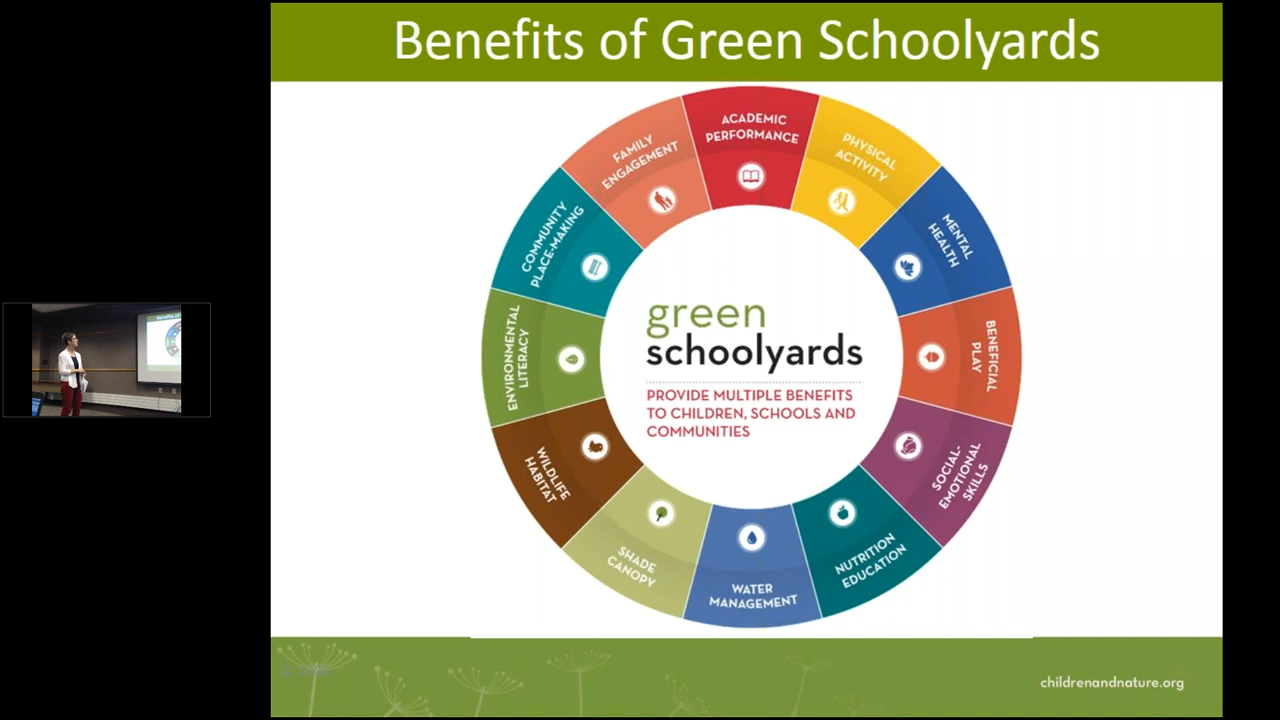 Benefits of Green Schoolyards
ACADEMIC
PERFORMANCE
PHYSICAL
ACTIVITY
MENTAL
HEALTH
BENEFICIAL
PLAY
SOCIAL-
EMOTIONAL
SKILLS
NUTRITION
EDUCATION
WATER
MANAGEMENT
SHADE
CANOPY
WILDLIFE
HABITAT
ENVIRONMENTAL
LITERACY
COMMUNITY
PLACE-MAKING
FAMILY
ENGAGEMENT
green
schoolyards
PROVIDE MULTIPLE BENEFITS
TO CHILDREN, SCHOOLS AND
COMMUNITIES
childrenandnature.org